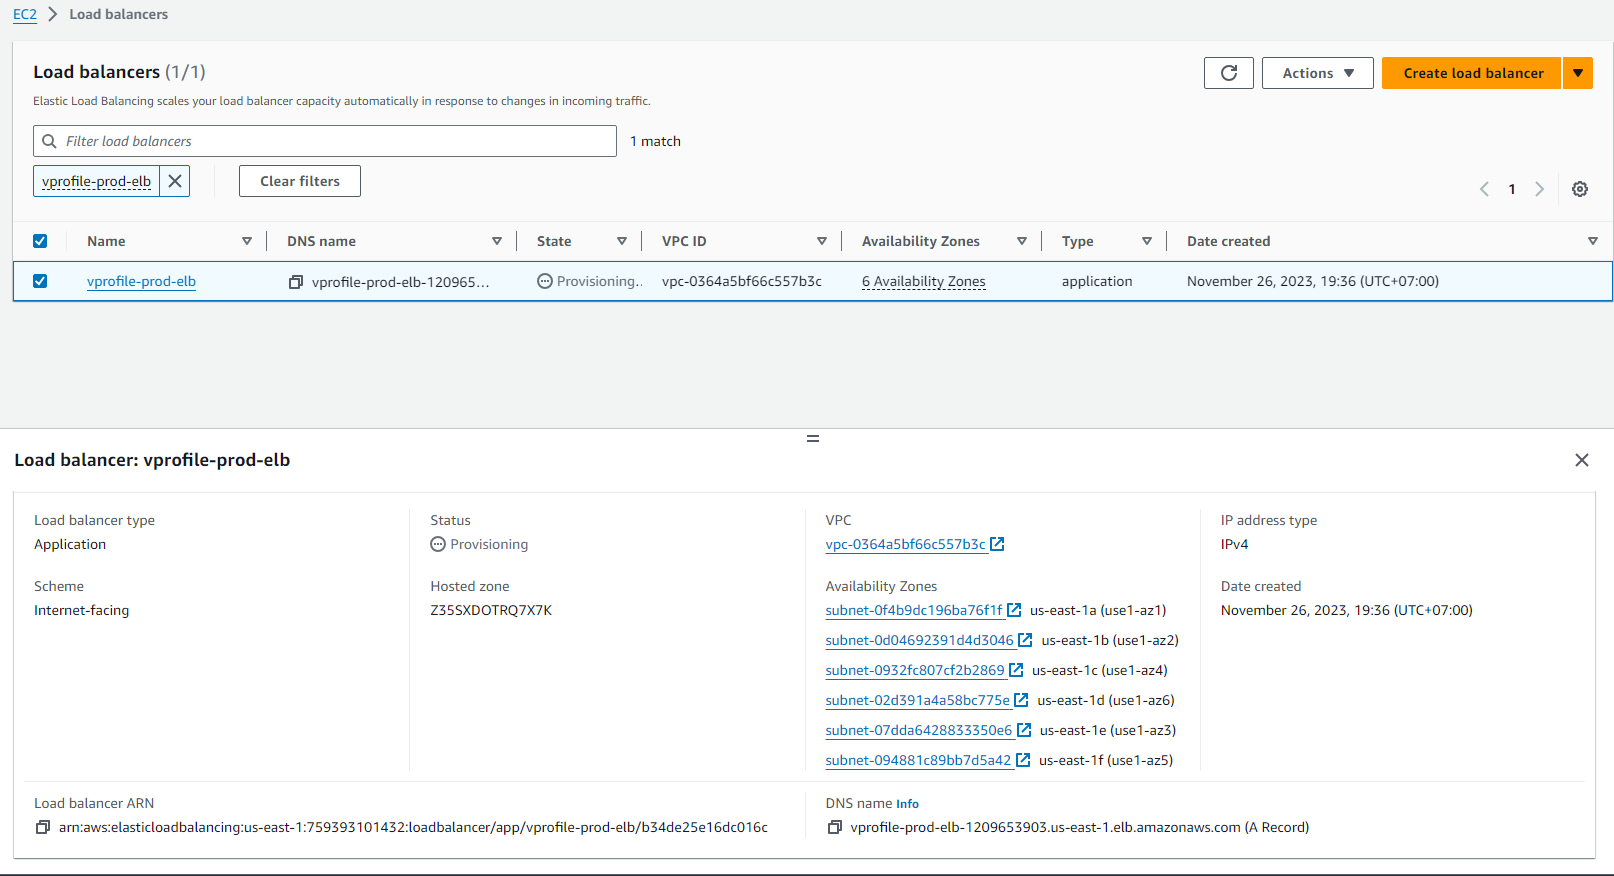 EC2 Load balancers
Load balancers (1/1)
Actions
Create load balancer
Elastic Load Balancing scales your load balancer capacity automatically in response to changes in incoming traffic.
Filter load balancers
1 match
vprofile-prod-elb
Clear filters
1
Name DNS name State VPC ID Availability Zones Type Date created
vprofile-prod-elb vprofile-prod-elb-120965... Provisioning.. vpc-0364a5bf66c557b3c 6 Availability Zones application November 26, 2023, 19:36 (UTC+07:00)
Load balancer: vprofile-prod-elb
Load balancer type
Application
Scheme
Internet-facing
Status
Provisioning
Hosted zone
Z35SXDOTRQ7X7K
VPC
vpc-0364a5bf66c557b3c
Availability Zones
subnet-0f4b9dc196ba76f1f us-east-1a (use1-az1)
subnet-0d04692391d4d3046 us-east-1b (use1-az2)
subnet-0932fc807cf2b2869 us-east-1c (use1-az4)
subnet-02d391a4a58bc775e us-east-1d (use1-az6)
subnet-07dda6428833350e6 us-east-1e (use1-az3)
subnet-094881c89bb7d5a42 us-east-1f (use1-az5)
IP address type
IPv4
Date created
November 26, 2023, 19:36 (UTC+07:00)
Load balancer ARN
arn:aws:elasticloadbalancing:us-east-1:759393101432:loadbalancer/app/vprofile-prod-elb/b34de25e16dc016c
DNS name Info
vprofile-prod-elb-1209653903.us-east-1.elb.amazonaws.com (A Record)